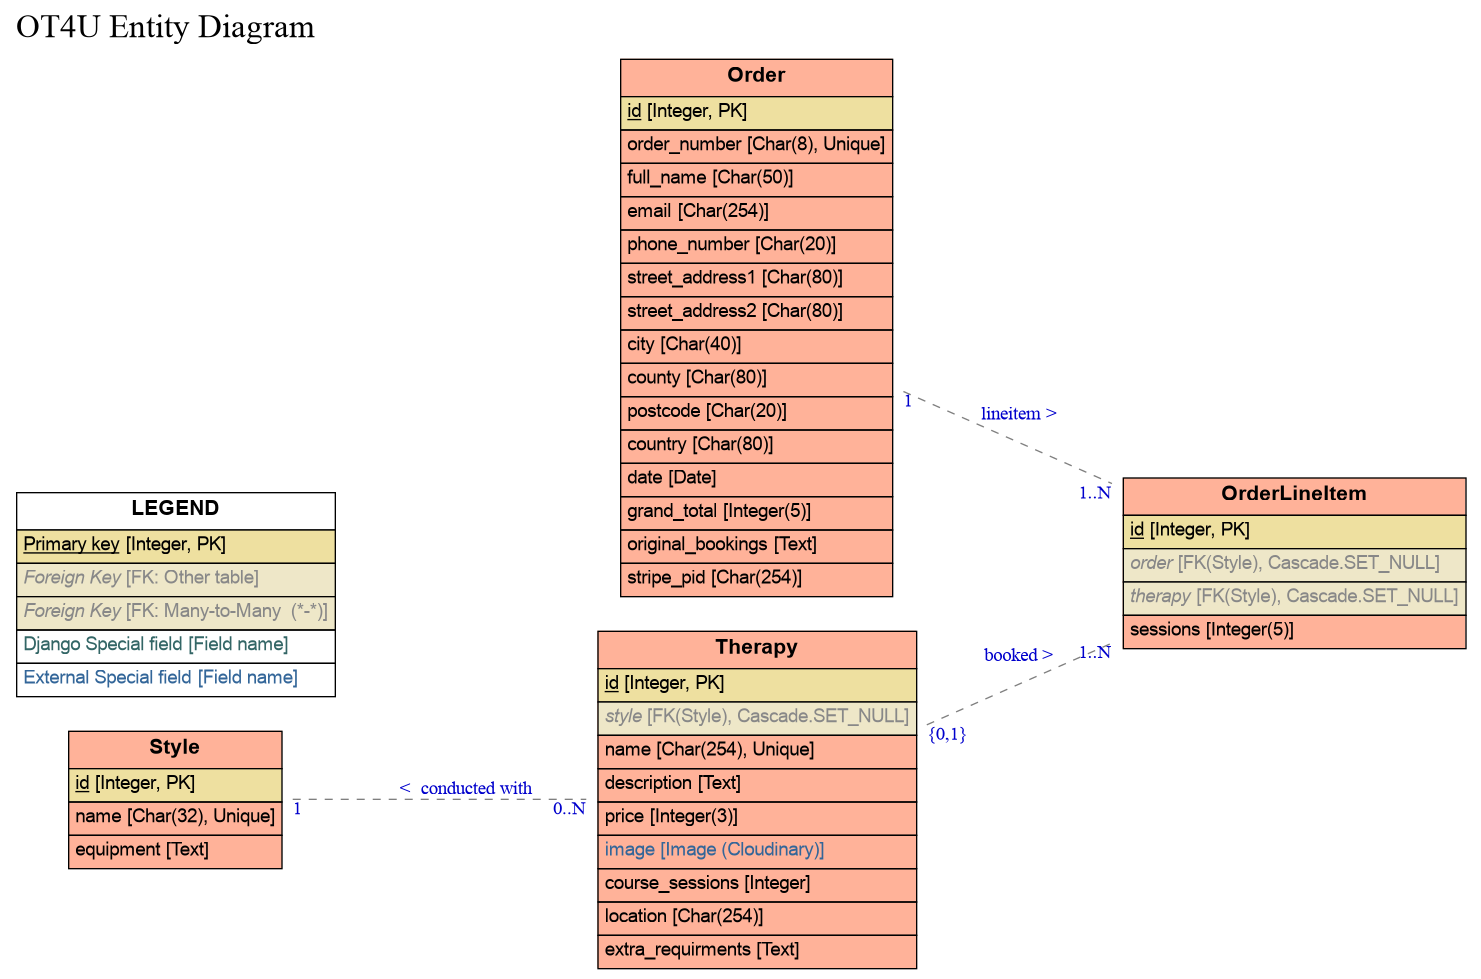 OT4U Entity Diagram
Order
id [Integer, PK]
order_number [Char(8), Unique]
full_name [Char(50)]
email [Char(254)]
phone_number [Char(20)]
street_address1 [Char(80)]
street_address2 [Char(80)]
city [Char(40)]
county [Char(80)]
postcode [Char(20)]
country [Char(80)]
date [Date]
grand_total [Integer(5)]
original_bookings [Text]
stripe_pid [Char(254)]
1
lineitem >
1..N
OrderLineItem
id [Integer, PK]
order [FK(Style), Cascade.SET_NULL]
therapy [FK(Style), Cascade.SET_NULL]
sessions [Integer(5)]
LEGEND
Primary key [Integer, PK]
Foreign Key [FK: Other table]
Foreign Key [FK: Many-to-Many  (*-*)]
Django Special field [Field name]
External Special field [Field name]
Therapy
id [Integer, PK]
style [FK(Style), Cascade.SET_NULL]
name [Char(254), Unique]
description [Text]
price [Integer(3)]
image [Image (Cloudinary)]
course_sessions [Integer]
location [Char(254)]
extra_requirments [Text]
booked >
1..N
{0,1}
Style
id [Integer, PK]
name [Char(32), Unique]
equipment [Text]
<  conducted with
1
0..N